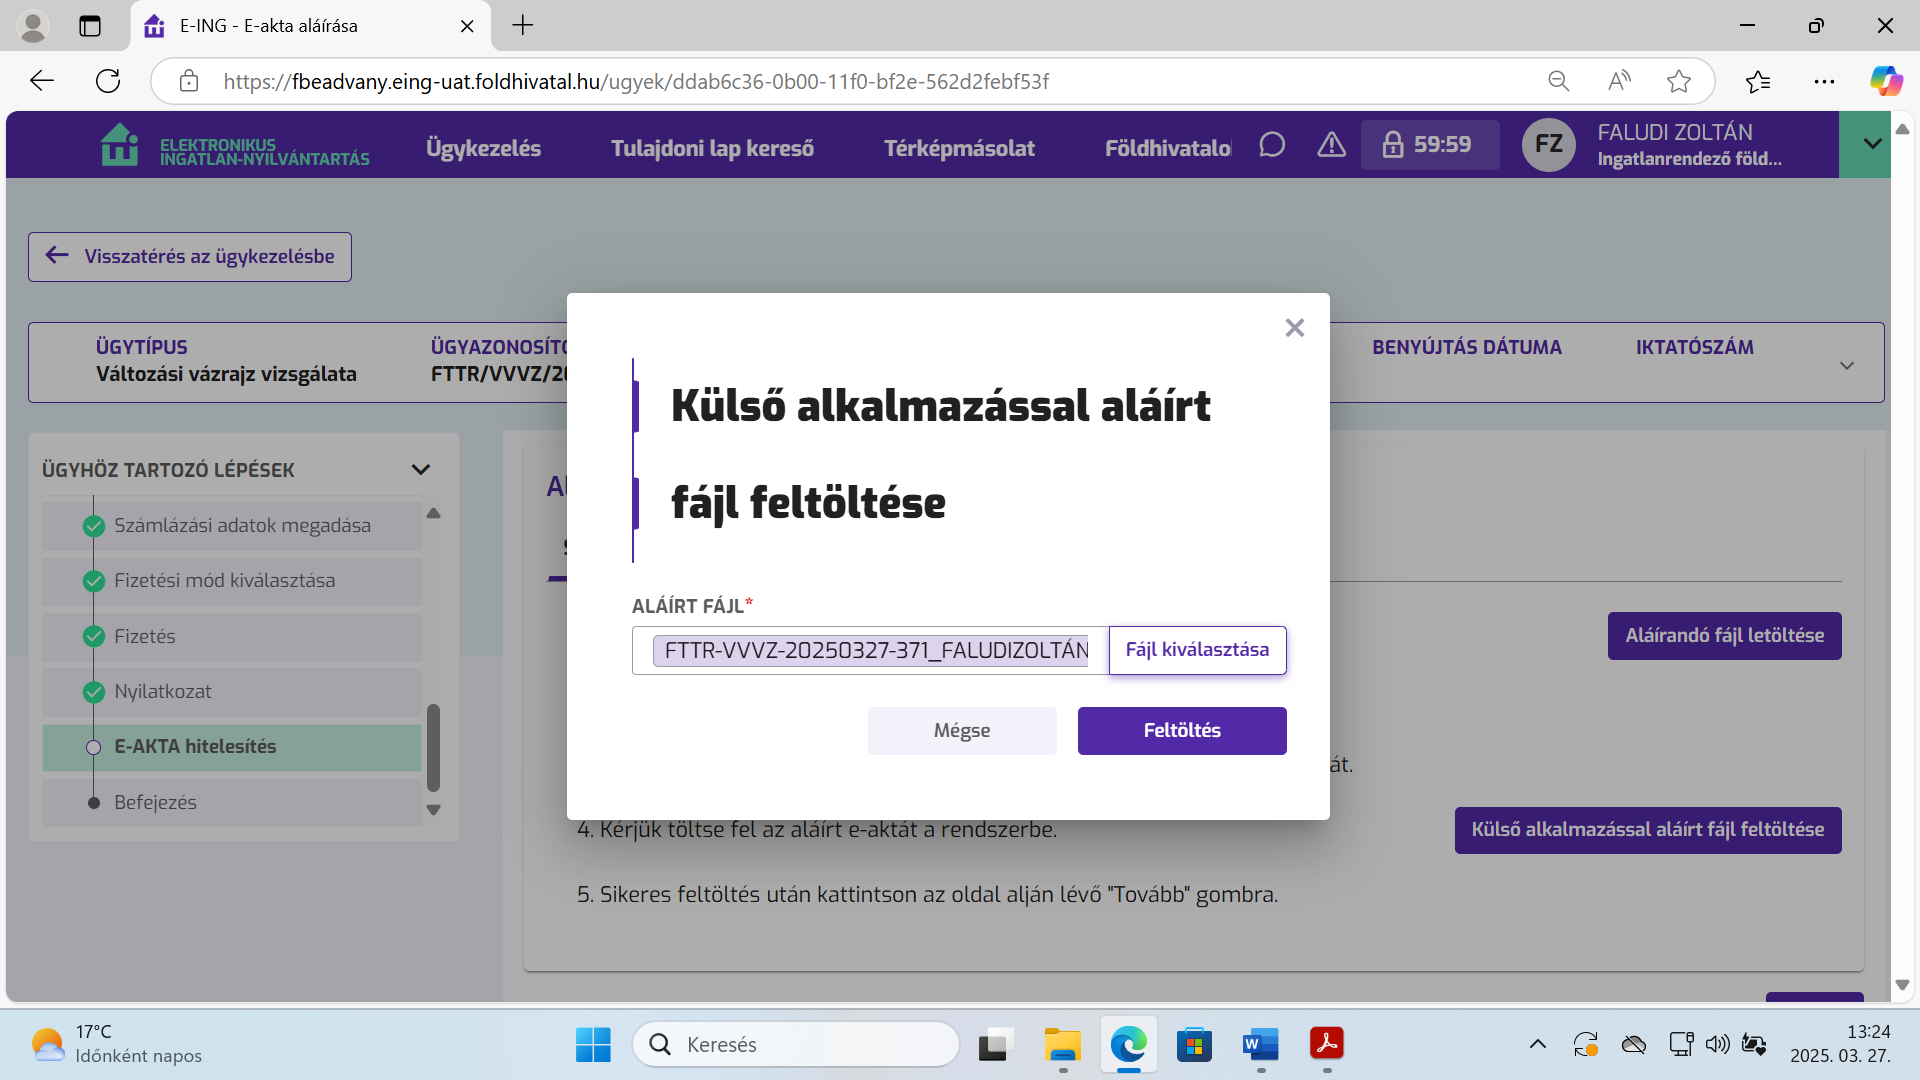 E-ING - E-akta aláírása
https://fbeadvany.eing-uat.foldhivatal.hu/ugyek/ddab6c36-0b00-11f0-bf2e-562d2febf53f
ELEKTRONIKUS
INGATLAN-NYILVÁNTARTÁS
Ügykezelés
Tulajdoni lap kereső
Térképmásolat
Földhivatalo
59:59
FZ
FALUDI ZOLTÁN
Ingatlanrendező föld...
Visszatérés az ügykezelésbe
ÜGYTÍPUS
Változási vázrajz vizsgálata
ÜGYAZONOSÍTÓ
FTTR/VVVZ/20
BENYÚJTÁS DÁTUMA
IKTATÓSZÁM
ÜGYHÖZ TARTOZÓ LÉPÉSEK
Számlázási adatok megadása
Fizetési mód kiválasztása
Fizetés
Nyilatkozat
E-AKTA hitelesítés
Befejezés
Külső alkalmazással aláírt
fájl feltöltése
ALÁÍRT FÁJL*
FTTR-VVVZ-20250327-371_FALUDIZOLTÁN
Fájl kiválasztása
Mégse
Feltöltés
Aláírandó fájl letöltése
át.
4. Kérjük töltse fel az aláírt e-aktát a rendszerbe.
Külső alkalmazással aláírt fájl feltöltése
5. Sikeres feltöltés után kattintson az oldal alján lévő "Tovább" gombra.
17°C
Időnként napos
Keresés
13:24
2025. 03. 27.